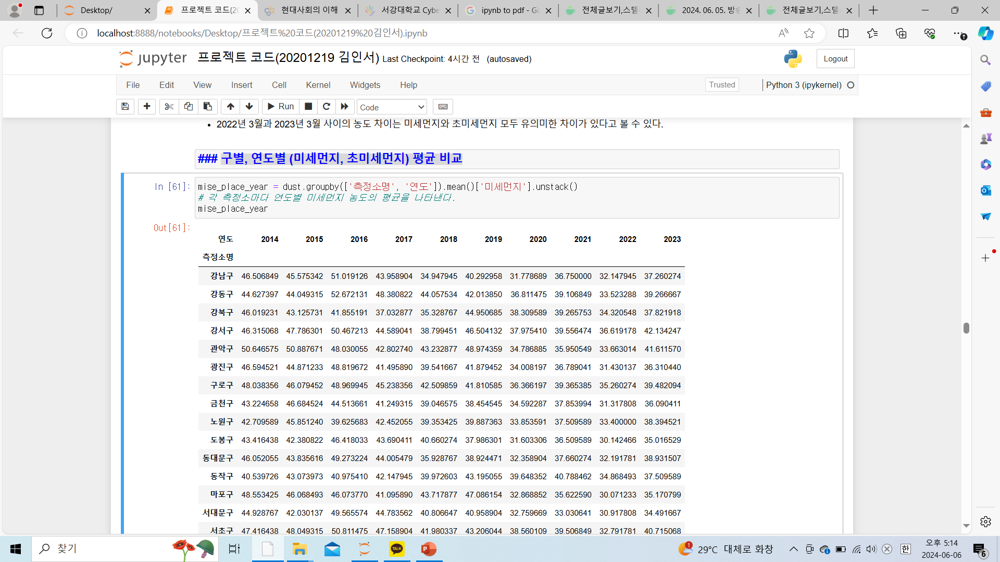 Desktop/
프로젝트 코드(20
현대사회의 이해
서강대학교 Cybe
ipynb to pdf - Go
전체글보기,스텔
2024. 06. 05. 방송
전체글보기,스텔
localhost:8888/notebooks/Desktop/프로젝트%20코드(20201219%20김인서).ipynb
jupyter 프로젝트 코드(20201219 김인서) Last Checkpoint: 4시간 전 (autosaved)
Logout
File Edit View Insert Cell Kernel Widgets Help
Trusted Python 3 (ipykernel)
Run Code
• 2022년 3월과 2023년 3월 사이의 농도 차이는 미세먼지와 초미세먼지 모두 유의미한 차이가 있다고 볼 수 있다.
### 구별, 연도별 (미세먼지, 초미세먼지) 평균 비교
In [61]: mise_place_year = dust.groupby(['측정소명', '연도']).mean()['미세먼지'].unstack()
# 각 측정소마다 연도별 미세먼지 농도의 평균을 나타낸다.
mise_place_year
Out[61]:
연도 2014 2015 2016 2017 2018 2019 2020 2021 2022 2023
측정소명
강남구 46.506849 45.575342 51.019126 43.958904 34.947945 40.292958 31.778689 36.750000 32.147945 37.260274
강동구 44.627397 44.049315 52.672131 48.380822 44.057534 42.013850 36.811475 39.106849 33.523288 39.266667
강북구 46.019231 43.125731 41.855191 37.032877 35.328767 44.950685 38.309589 39.265753 34.320548 37.821918
강서구 46.315068 47.786301 50.467213 44.589041 38.799451 46.504132 37.975410 39.556474 36.619178 42.134247
관악구 50.646575 50.887671 48.030055 42.802740 43.232877 48.974359 34.786885 35.950549 33.663014 41.611570
광진구 46.594521 44.871233 48.819672 41.495890 39.541667 41.879452 34.008197 36.789041 31.430137 36.310440
구로구 48.038356 46.079452 48.969945 45.238356 42.509859 41.810585 36.366197 39.365385 35.260274 39.482094
금천구 43.224658 46.684524 44.513661 41.249315 39.046575 38.454545 34.592287 37.853994 31.317808 36.090411
노원구 42.709589 45.851240 39.625683 42.452055 39.353425 39.887363 33.853591 37.509589 33.400000 38.394521
도봉구 43.416438 42.380822 46.418033 43.690411 40.660274 37.986301 31.603306 36.509589 30.142466 35.016529
동대문구 46.052055 43.835616 49.273224 44.005479 35.928767 38.924471 32.358904 37.660274 32.191781 38.931507
동작구 40.539726 43.073973 40.975410 42.147945 39.972603 43.195055 39.648352 40.788462 34.868493 37.509589
마포구 48.553425 46.068493 46.073770 41.095890 43.717877 47.086154 32.868852 35.622590 30.071233 35.170799
서대문구 44.928767 42.030137 49.565574 44.783562 40.806647 40.958904 32.759669 33.030641 30.917808 34.491667
서초구 47.416438 48.049315 50.811475 47.158904 41.980337 43.206044 38.560109 39.506849 32.791781 40.715068
찾기
29°C 대체로 화창
한
오후 5:14
2024-06-06